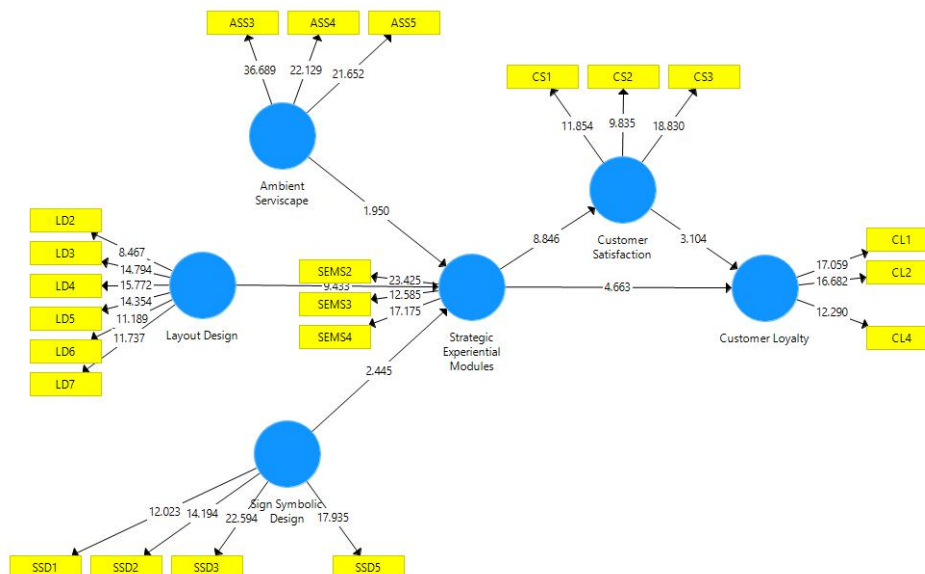 ASS3
ASS4
ASS5
36.689
22.129
21.652
Ambient
Serviscape
CS1
CS2
CS3
11.854
9.835
18.830
Customer
Satisfaction
1.950
8.846
3.104
LD2
LD3
LD4
LD5
LD6
LD7
8.467
14.794
15.772
14.354
11.189
11.737
Layout Design
9.433
SEMS2
SEMS3
SEMS4
23.425
12.585
17.175
Strategic
Experiential
Modules
4.663
CL1
CL2
CL4
17.059
16.682
12.290
Customer Loyalty
2.445
Sign Symbolic
Design
12.023
14.194
22.594
17.935
SSD1
SSD2
SSD3
SSD5